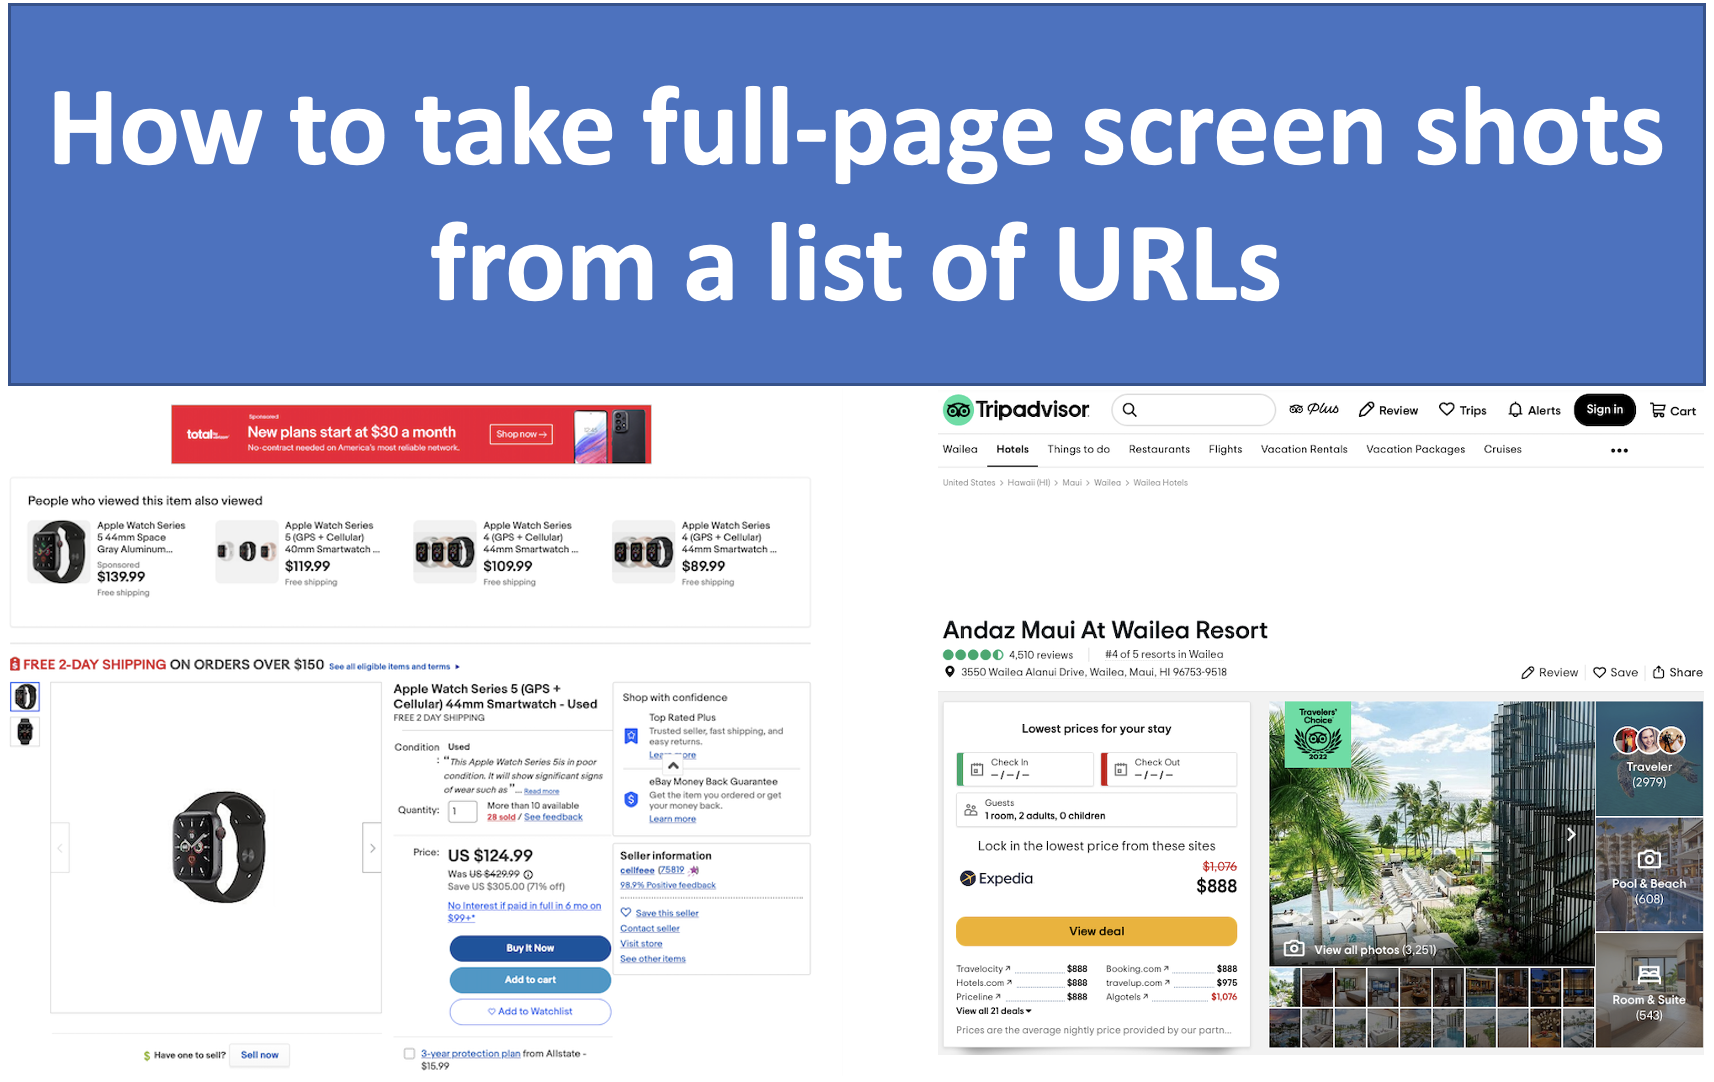 How to take full-page screen shots
from a list of URLs
Sponsored
total
New plans start at $30 a month
No-contract needed on America's most reliable network.
Shop now →
People who viewed this item also viewed
Apple Watch Series
5 44mm Space
Gray Aluminum...
Sponsored
$139.99
Free shipping
Apple Watch Series
5 (GPS + Cellular)
40mm Smartwatch ...
$119.99
Free shipping
Apple Watch Series
4 (GPS + Cellular)
44mm Smartwatch ...
$109.99
Free shipping
Apple Watch Series
4 (GPS + Cellular)
44mm Smartwatch ...
$89.99
Free shipping
FREE 2-DAY SHIPPING ON ORDERS OVER $150 See all eligible items and terms ▸
Apple Watch Series 5 (GPS +
Cellular) 44mm Smartwatch - Used
FREE 2 DAY SHIPPING
Condition Used
: "This Apple Watch Series 5is in poor
condition. It will show significant signs
of wear such as "... Read more
Quantity: 1 More than 10 available
28 sold / See feedback
Price: US $124.99
Was US $429.99
Save US $305.00 (71% off)
No Interest if paid in full in 6 mo on
$99+*
Buy It Now
Add to cart
Add to Watchlist
3-year protection plan from Allstate -
$15.99
Have one to sell? Sell now
Shop with confidence
Top Rated Plus
Trusted seller, fast shipping, and
easy returns.
Learn more
eBay Money Back Guarantee
Get the item you ordered or get
your money back.
Learn more
Seller information
cellfeee (75819
98.9% Positive feedback
Save this seller
Contact seller
Visit store
See other items
Tripadvisor
Plus
Review
Trips
Alerts
Sign in
Cart
Wailea Hotels Things to do Restaurants Flights Vacation Rentals Vacation Packages Cruises •••
United States > Hawaii (HI) > Maui > Wailea > Wailea Hotels
Andaz Maui At Wailea Resort
4,510 reviews #4 of 5 resorts in Wailea
3550 Wailea Alanui Drive, Wailea, Maui, HI 96753-9518
Review Save Share
Lowest prices for your stay
Check In
– / – / –
Check Out
– / – / –
Guests
1 room, 2 adults, 0 children
Lock in the lowest price from these sites
Expedia
$1,076
$888
View deal
Travelocity $888
Hotels.com $888
Priceline $888
Booking.com $888
travelup.com $975
Algotels $1,076
View all 21 deals
Prices are the average nightly price provided by our partn...
Travelers'
Choice
2022
View all photos (3,251)
Traveler
(2979)
Pool & Beach
(608)
Room & Suite
(543)